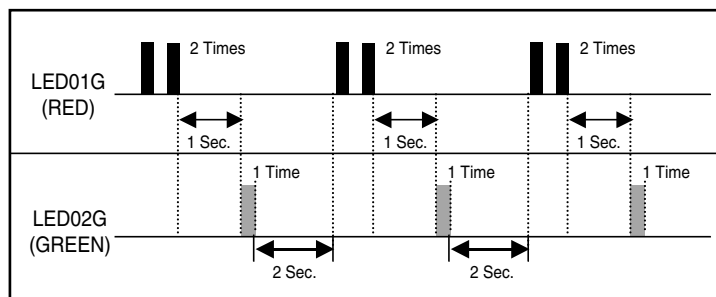 2 Times 2 Times 2 Times
LED01G
(RED)
1 Sec. 1 Sec. 1 Sec.
1 Time 1 Time 1 Time
LED02G
(GREEN)
2 Sec. 2 Sec.